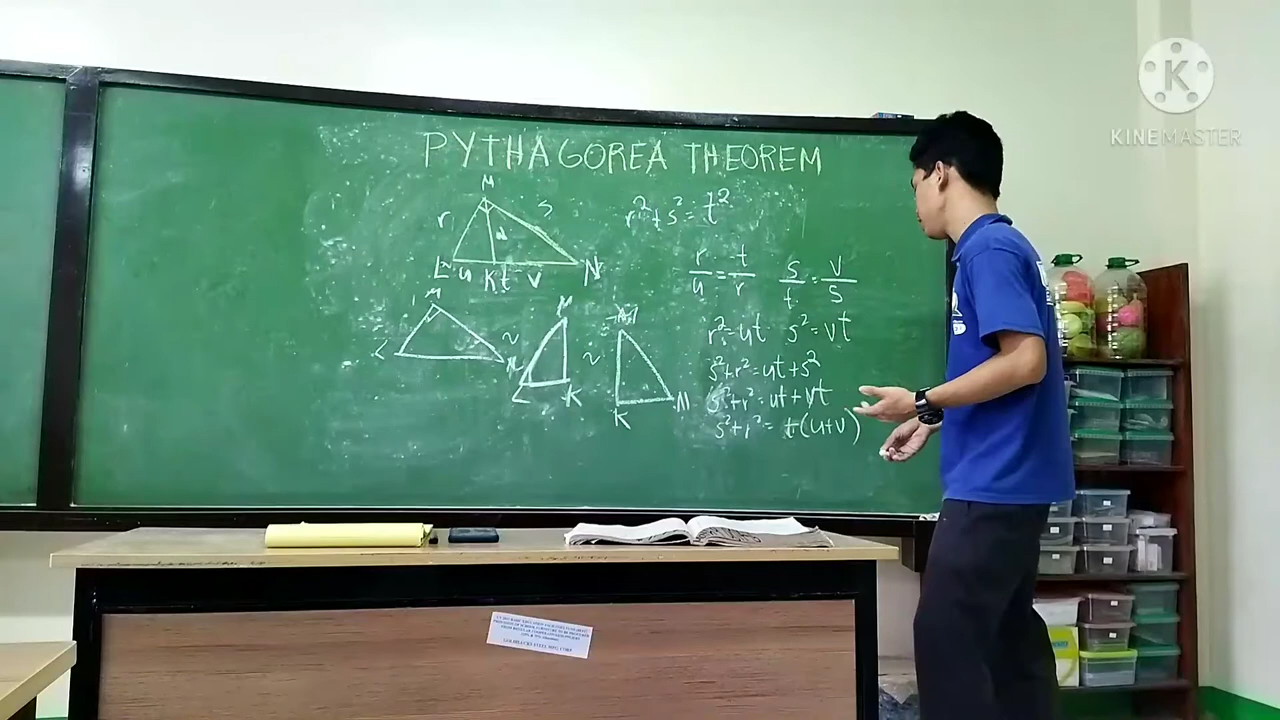 PYTHAGOREA THEOREM
M
r s
a
L u K t v N
r²+s²=t²
r/u = t/r s/t = v/s
r²=ut s²=vt
s²+r²=ut+s²
s²+r²=ut+vt
s²+r²=t(u+v)
M
L N
~
M
L K
~
M
K N
KINEMASTER